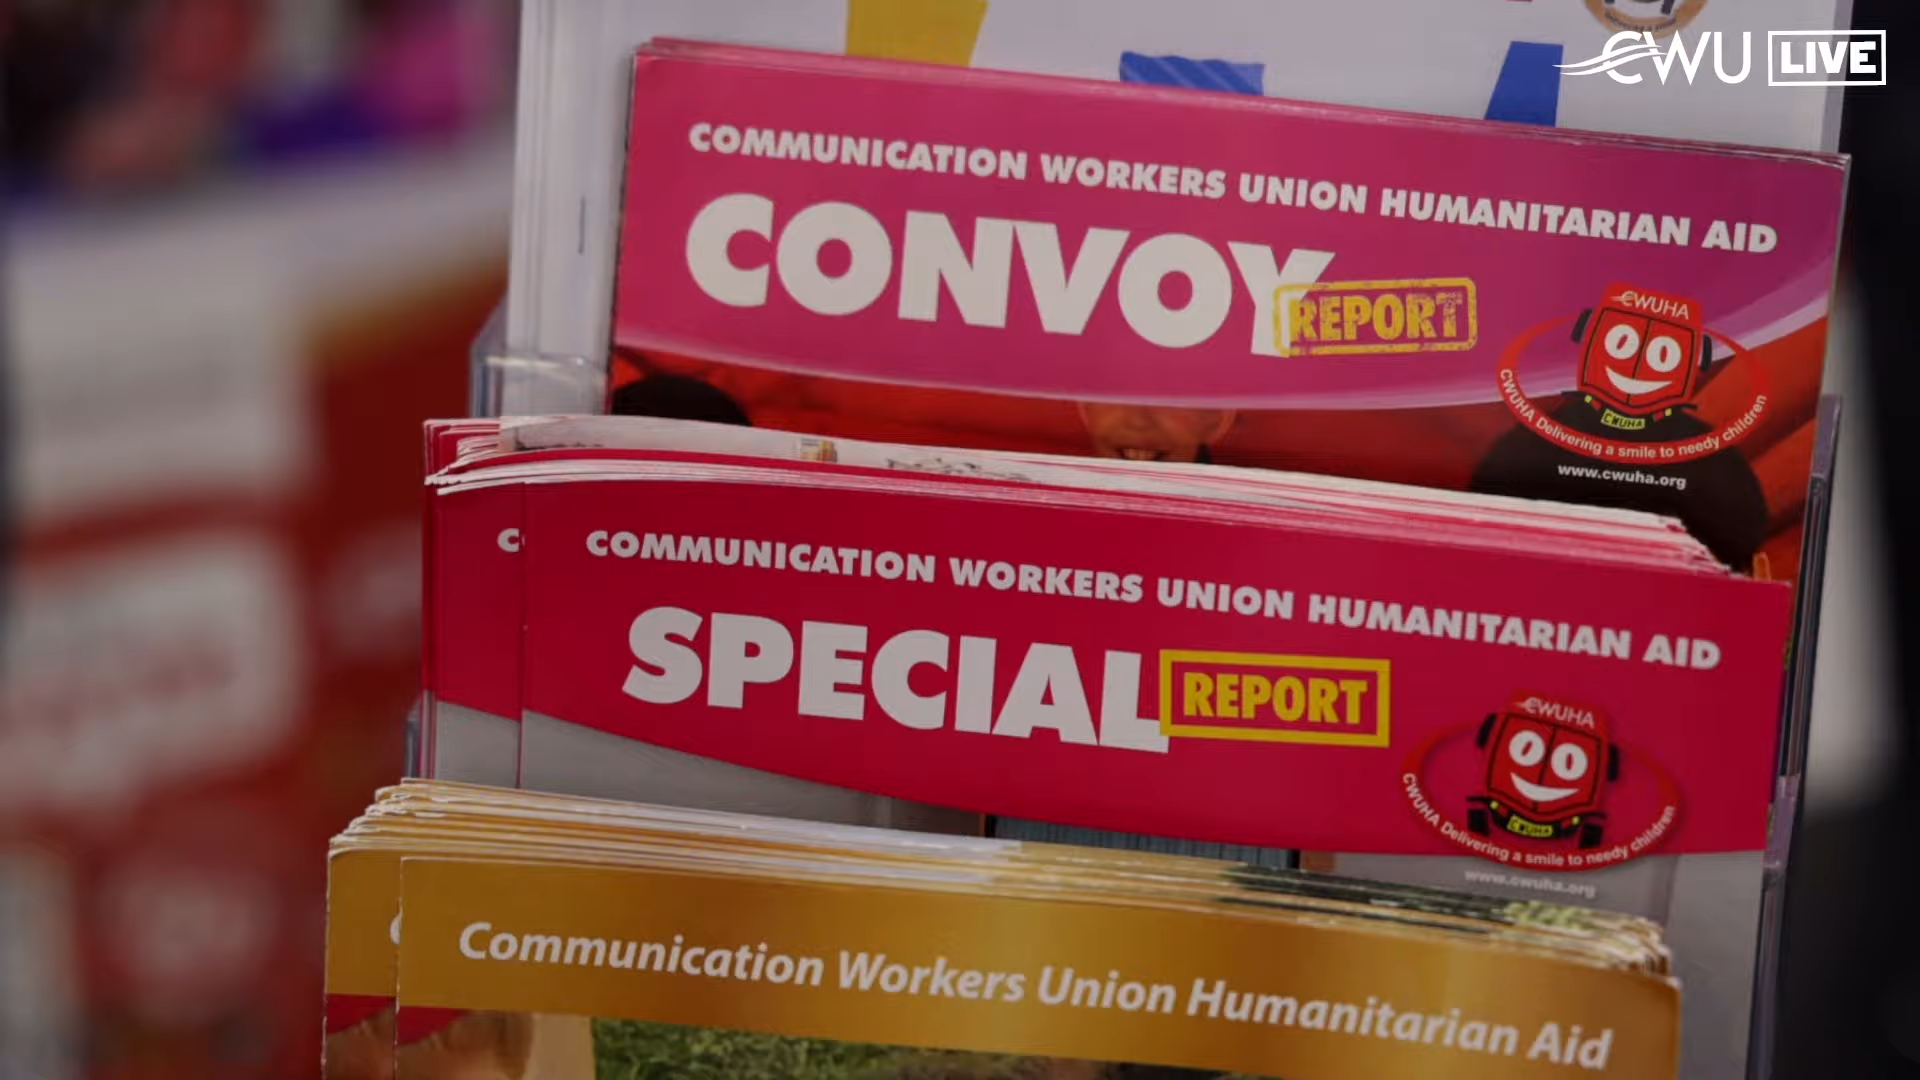 CWU LIVE
COMMUNICATION WORKERS UNION HUMANITARIAN AID
CONVOY
REPORT
CWUHA
CWUHA
CWUHA Delivering a smile to needy children
www.cwuha.org
C
COMMUNICATION WORKERS UNION HUMANITARIAN AID
SPECIAL
REPORT
CWUHA
CWUHA
CWUHA Delivering a smile to needy children
www.cwuha.org
Communication Workers Union Humanitarian Aid